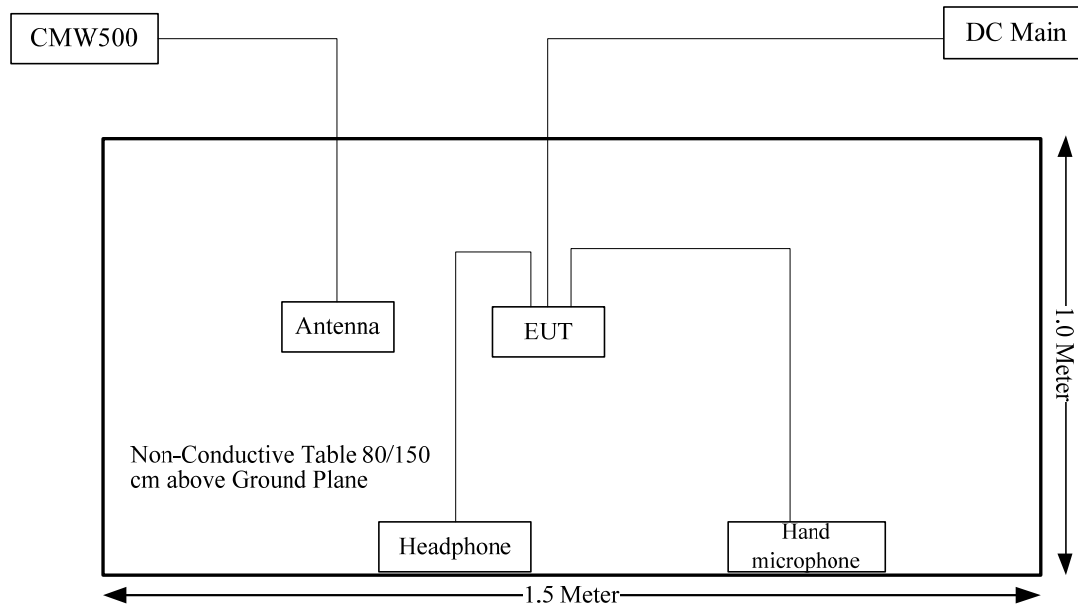 CMW500
DC Main
Antenna
EUT
1.0 Meter
Non-Conductive Table 80/150
cm above Ground Plane
Headphone
Hand
microphone
1.5 Meter